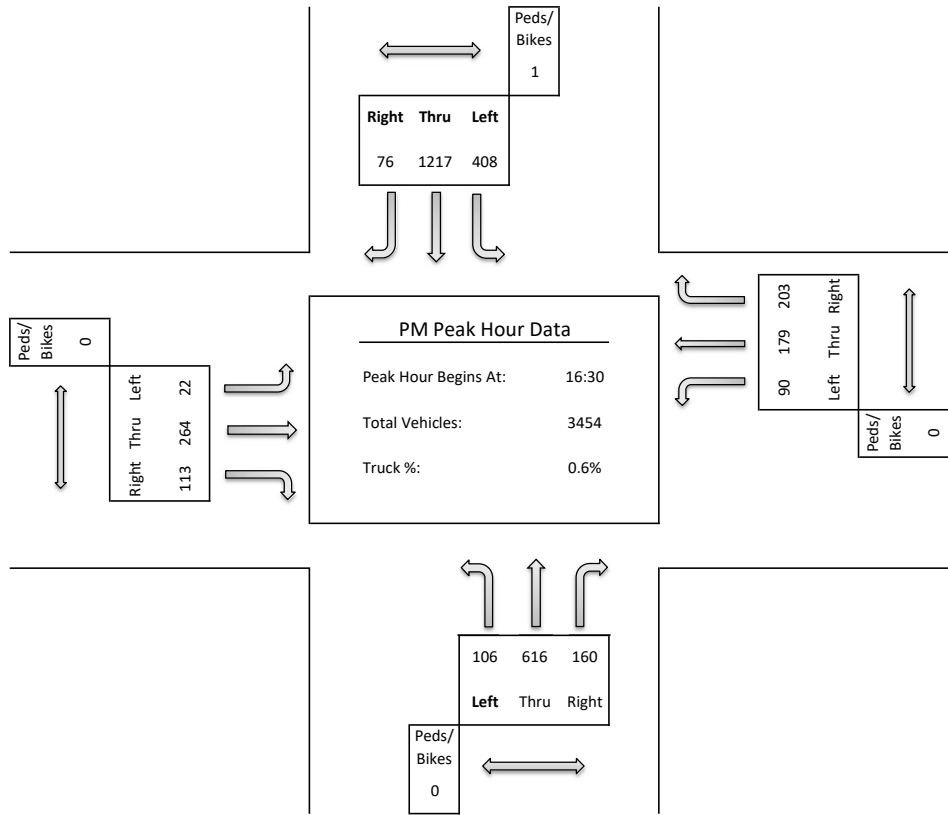 Peds/
Bikes
1
Right Thru Left
76 1217 408
Peds/
Bikes
0
Left 22
Thru 264
Right 113
PM Peak Hour Data
Peak Hour Begins At: 16:30
Total Vehicles: 3454
Truck %: 0.6%
203 Right
179 Thru
90 Left
Peds/
Bikes
0
106 616 160
Left Thru Right
Peds/
Bikes
0